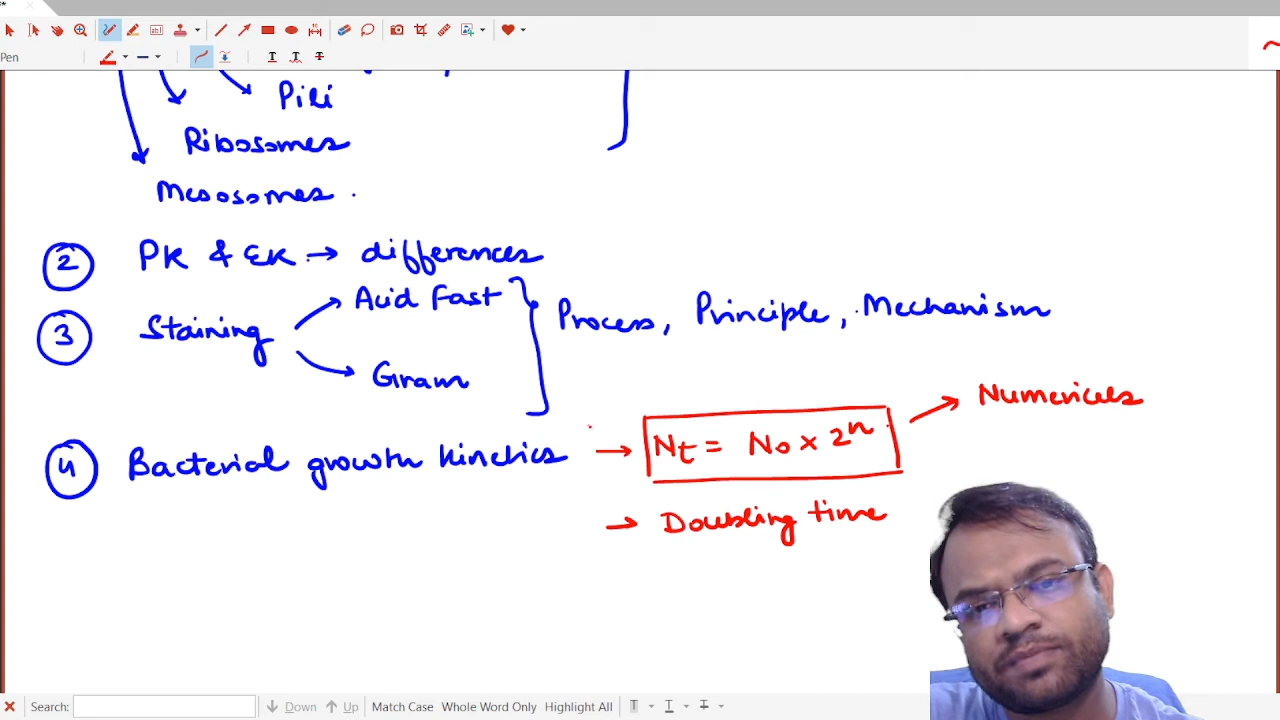 Pen
Pili
Ribosomes
Mesosomes .
2 PK & EK → differences
3 Staining Acid Fast Process, Principle, Mechanism
Gram
4 Bacterial growth kinetics → Nt = No × 2^n Numericals
→ Doubling time
Search: Down Up Match Case Whole Word Only Highlight All T T T